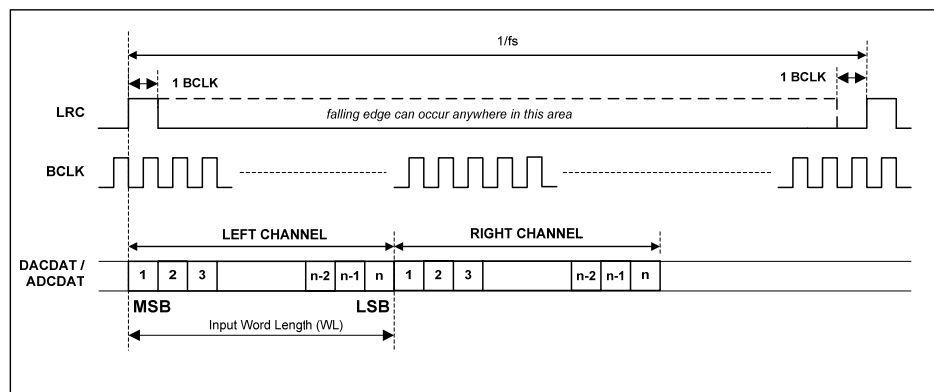 1/fs
1 BCLK
1 BCLK
LRC
falling edge can occur anywhere in this area
BCLK
LEFT CHANNEL
RIGHT CHANNEL
DACDAT /
ADCDAT
1 2 3 n-2 n-1 n 1 2 3 n-2 n-1 n
MSB LSB
Input Word Length (WL)